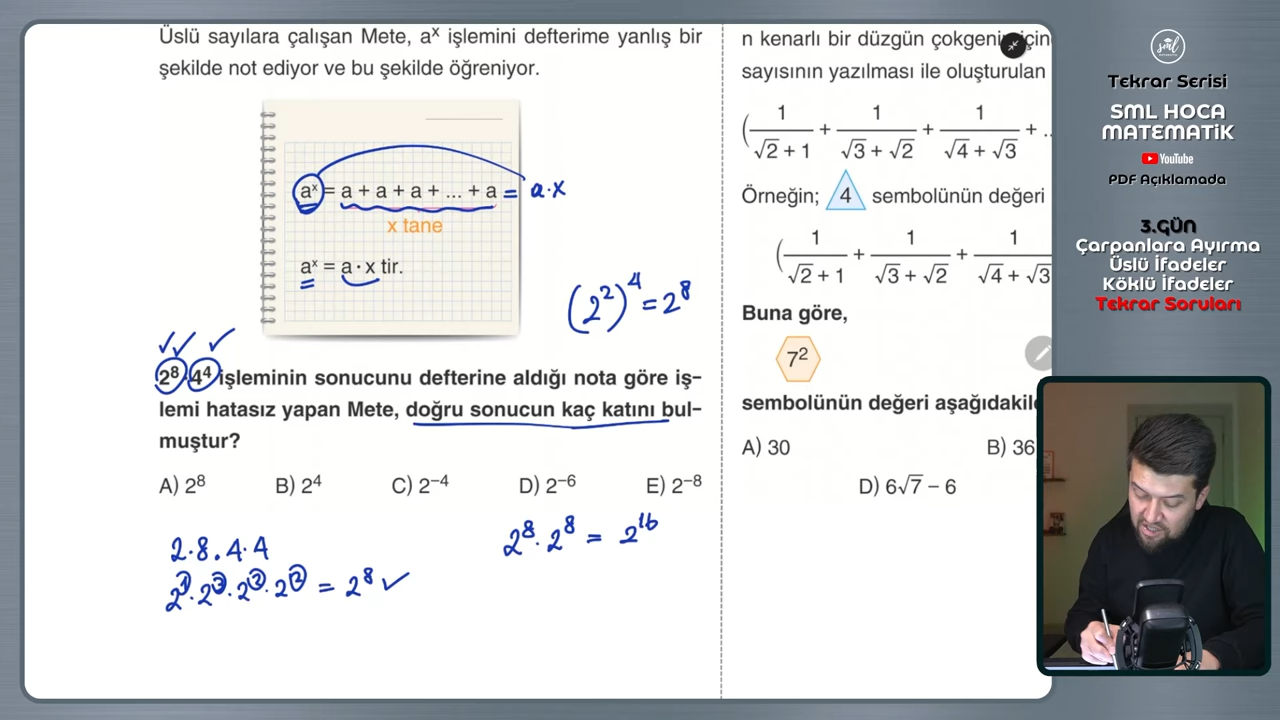 Üslü sayılara çalışan Mete, aˣ işlemini defterime yanlış bir
şekilde not ediyor ve bu şekilde öğreniyor.
aˣ = a + a + a + ... + a = a·x
x tane
aˣ = a · x tir.
(2²)⁴ = 2⁸
2⁸·4⁴ işleminin sonucunu defterine aldığı nota göre iş–
lemi hatasız yapan Mete, doğru sonucun kaç katını bul–
muştur?
A) 2⁸ B) 2⁴ C) 2⁻⁴ D) 2⁻⁶ E) 2⁻⁸
2·8·4·4
2¹·2³·2²·2² = 2⁸
2⁸·2⁸ = 2¹⁶
n kenarlı bir düzgün çokgenin için
sayısının yazılması ile oluşturulan
(1/(√2 + 1) + 1/(√3 + √2) + 1/(√4 + √3) + ..
Örneğin; 4 sembolünün değeri
(1/(√2 + 1) + 1/(√3 + √2) + 1/(√4 + √3
Buna göre,
7²
sembolünün değeri aşağıdakile
A) 30 B) 36
D) 6√7 – 6
sml
Tekrar Serisi
SML HOCA
MATEMATİK
YouTube
PDF Açıklamada
3.GÜN
Çarpanlara Ayırma
Üslü İfadeler
Köklü İfadeler
Tekrar Soruları